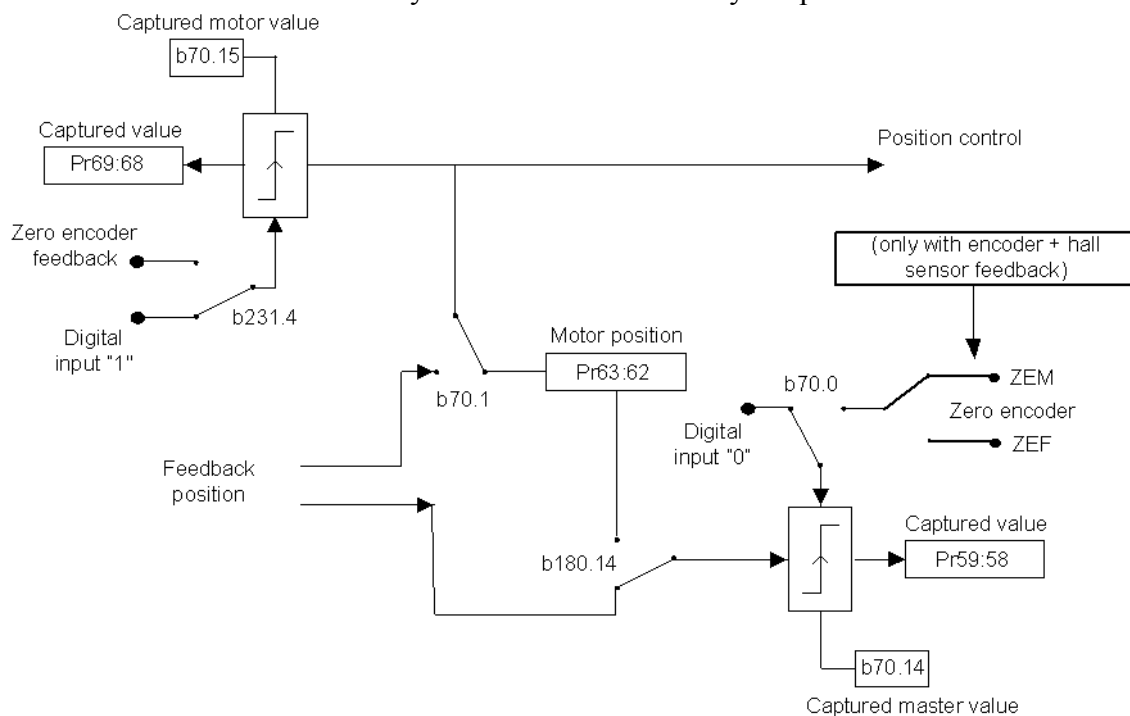 Captured motor value
b70.15
Captured value
Pr69:68
Position control
Zero encoder
feedback
(only with encoder + hall
sensor feedback)
b231.4
Digital
input "1"
Motor position
Pr63:62
b70.1
b70.0
ZEM
Zero encoder
ZEF
Digital
input "0"
Feedback
position
b180.14
Captured value
Pr59:58
b70.14
Captured master value